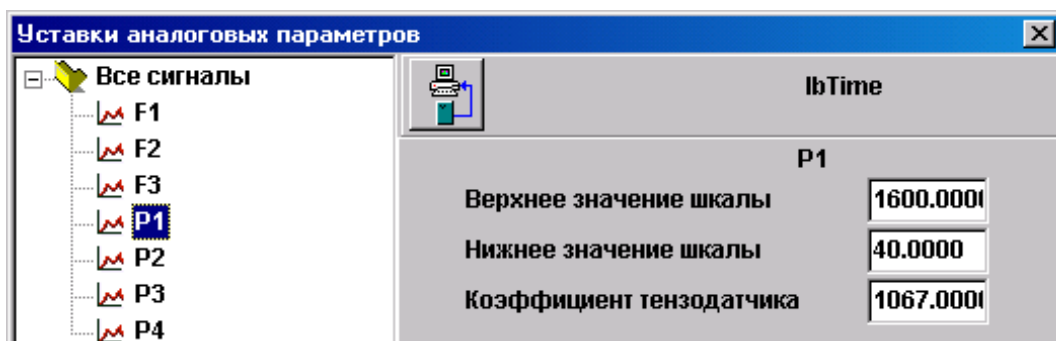 Уставки аналоговых параметров
Все сигналы
F1
F2
F3
P1
P2
P3
P4
lbTime
P1
Верхнее значение шкалы 1600.000
Нижнее значение шкалы 40.0000
Коэффициент тензодатчика 1067.000